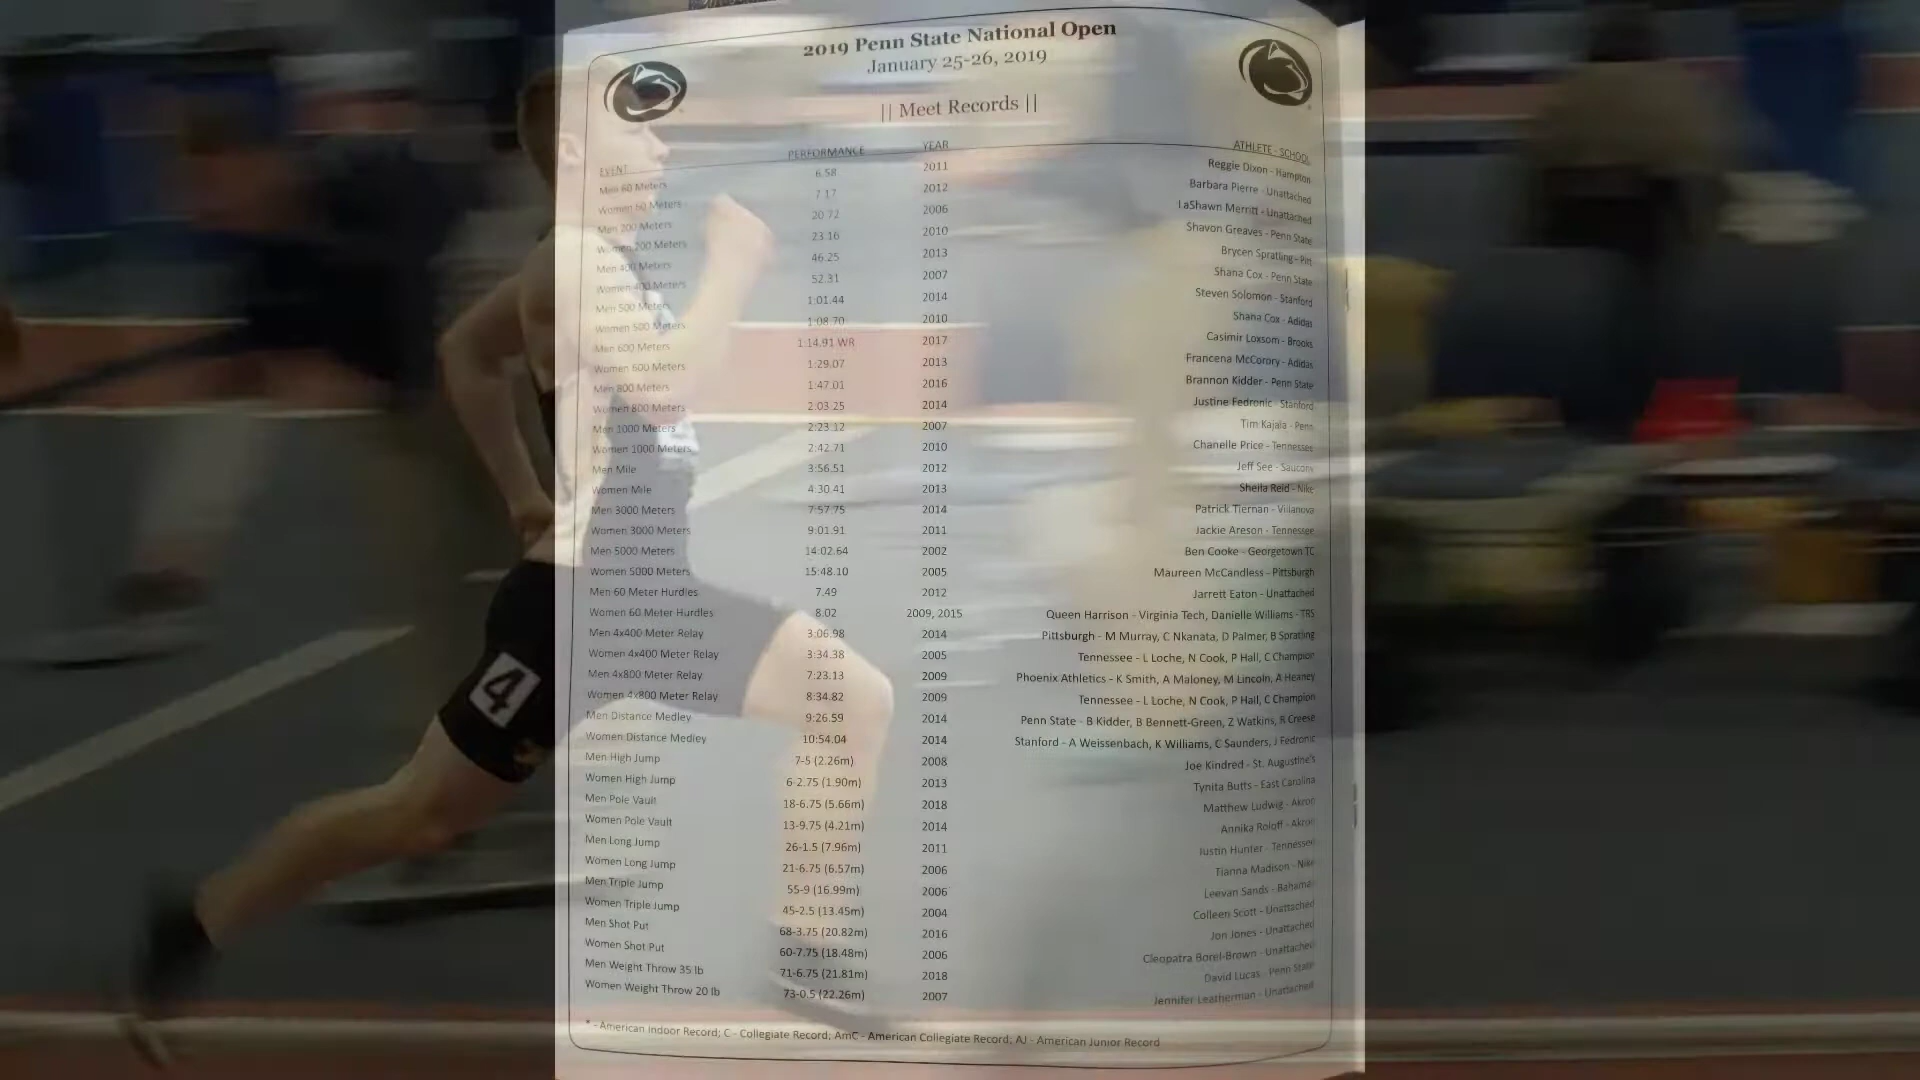 2019 Penn State National Open
January 25-26, 2019
|| Meet Records ||
EVENT PERFORMANCE YEAR ATHLETE - SCHOOL
Men 60 Meters 6.58 2011 Reggie Dixon - Hampton
Women 60 Meters 7.17 2012 Barbara Pierre - Unattached
Men 200 Meters 20.72 2006 LaShawn Merritt - Unattached
Women 200 Meters 23.16 2010 Shavon Greaves - Penn State
Men 400 Meters 46.25 2013 Brycen Spratling - Pitt
Women 400 Meters 52.31 2007 Shana Cox - Penn State
Men 500 Meters 1:01.44 2014 Steven Solomon - Stanford
Women 500 Meters 1:08.70 2010 Shana Cox - Adidas
Men 600 Meters 1:14.91 WR 2017 Casimir Loxsom - Brooks
Women 600 Meters 1:29.07 2013 Francena McCorory - Adidas
Men 800 Meters 1:47.01 2016 Brannon Kidder - Penn State
Women 800 Meters 2:03.25 2014 Justine Fedronic - Stanford
Men 1000 Meters 2:23.12 2007 Tim Kajala - Penn
Women 1000 Meters 2:42.71 2010 Chanelle Price - Tennessee
Men Mile 3:56.51 2012 Jeff See - Saucony
Women Mile 4:30.41 2013 Sheila Reid - Nike
Men 3000 Meters 7:57.75 2014 Patrick Tiernan - Villanova
Women 3000 Meters 9:01.91 2011 Jackie Areson - Tennessee
Men 5000 Meters 14:02.64 2002 Ben Cooke - Georgetown TC
Women 5000 Meters 15:48.10 2005 Maureen McCandless - Pittsburgh
Men 60 Meter Hurdles 7.49 2012 Jarrett Eaton - Unattached
Women 60 Meter Hurdles 8.02 2009, 2015 Queen Harrison - Virginia Tech, Danielle Williams - TRS
Men 4x400 Meter Relay 3:06.98 2014 Pittsburgh - M Murray, C Nkanata, D Palmer, B Spratling
Women 4x400 Meter Relay 3:34.38 2005 Tennessee - L Loche, N Cook, P Hall, C Champion
Men 4x800 Meter Relay 7:23.13 2009 Phoenix Athletics - K Smith, A Maloney, M Lincoln, A Heaney
Women 4x800 Meter Relay 8:34.82 2009 Tennessee - L Loche, N Cook, P Hall, C Champion
Men Distance Medley 9:26.59 2014 Penn State - B Kidder, B Bennett-Green, Z Watkins, R Creese
Women Distance Medley 10:54.04 2014 Stanford - A Weissenbach, K Williams, C Saunders, J Fedronic
Men High Jump 7-5 (2.26m) 2008 Joe Kindred - St. Augustine's
Women High Jump 6-2.75 (1.90m) 2013 Tynita Butts - East Carolina
Men Pole Vault 18-6.75 (5.66m) 2018 Matthew Ludwig - Akron
Women Pole Vault 13-9.75 (4.21m) 2014 Annika Roloff - Akron
Men Long Jump 26-1.5 (7.96m) 2011 Justin Hunter - Tennessee
Women Long Jump 21-6.75 (6.57m) 2006 Tianna Madison - Nike
Men Triple Jump 55-9 (16.99m) 2006 Leevan Sands - Bahamas
Women Triple Jump 45-2.5 (13.45m) 2004 Colleen Scott - Unattached
Men Shot Put 68-3.75 (20.82m) 2016 Jon Jones - Unattached
Women Shot Put 60-7.75 (18.48m) 2006 Cleopatra Borel-Brown - Unattached
Men Weight Throw 35 lb 71-6.75 (21.81m) 2018 David Lucas - Penn State
Women Weight Throw 20 lb 73-0.5 (22.26m) 2007 Jennifer Leatherman - Unattached
* - American Indoor Record; C - Collegiate Record; AmC - American Collegiate Record; AJ - American Junior Record
4